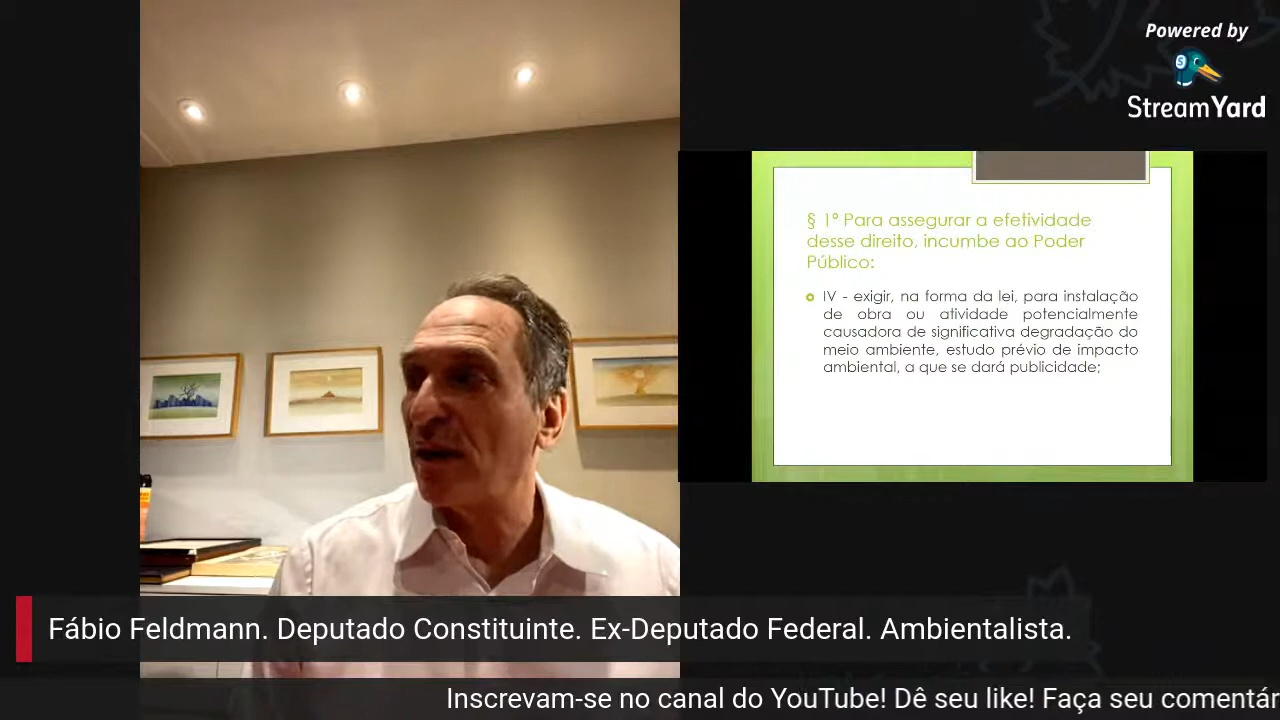 Powered by
StreamYard
§ 1º Para assegurar a efetividade
desse direito, incumbe ao Poder
Público:
IV - exigir, na forma da lei, para instalação
de obra ou atividade potencialmente
causadora de significativa degradação do
meio ambiente, estudo prévio de impacto
ambiental, a que se dará publicidade;
Fábio Feldmann. Deputado Constituinte. Ex-Deputado Federal. Ambientalista.
Inscrevam-se no canal do YouTube! Dê seu like! Faça seu comentár